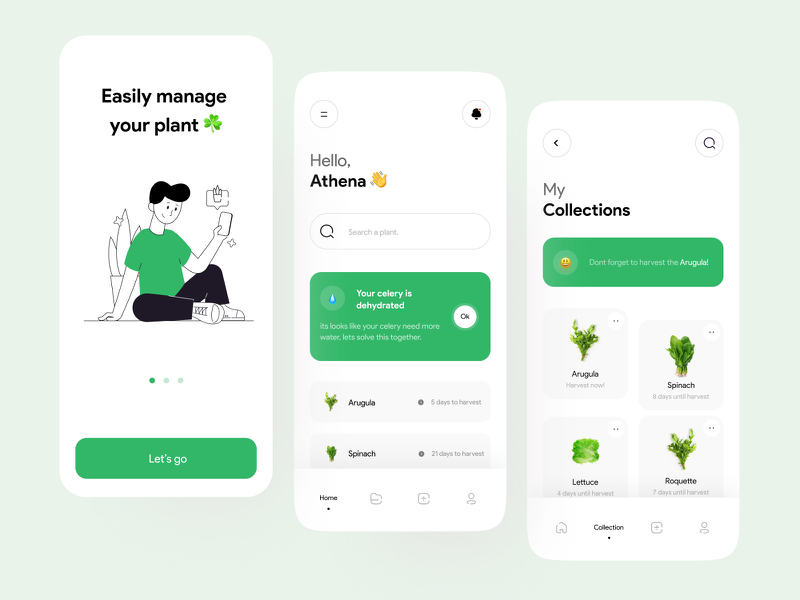 Easily manage
your plant ☘️
Let's go
Hello,
Athena 👋
Search a plant.
Your celery is
dehydrated
its looks like your celery need more
water, lets solve this together.
Ok
Arugula
5 days to harvest
Spinach
21 days to harvest
Home
My
Collections
Dont forget to harvest the Arugula!
Arugula
Harvest now!
Spinach
8 days until harvest
Lettuce
4 days until harvest
Roquette
7 days until harvest
Collection